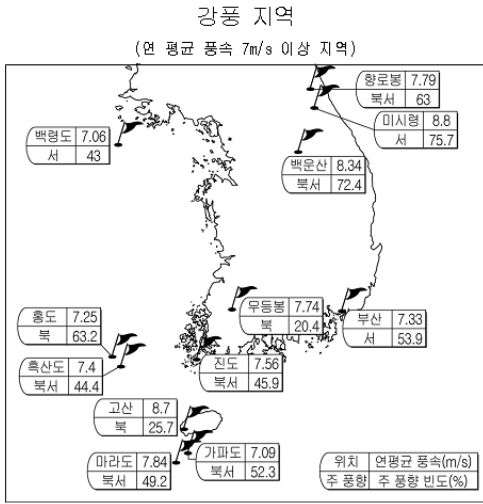 강풍 지역
(연 평균 풍속 7m/s 이상 지역)
향로봉 7.79
북서 63
미시령 8.8
서 75.7
백령도 7.06
서 43
백운산 8.34
북서 72.4
무등봉 7.74
북 20.4
홍도 7.25
북 63.2
부산 7.33
서 53.9
흑산도 7.4
북서 44.4
진도 7.56
북서 45.9
고산 8.7
북 25.7
마라도 7.84
북서 49.2
가파도 7.09
북서 52.3
위치 연평균 풍속(m/s)
주 풍향 주 풍향 빈도(%)